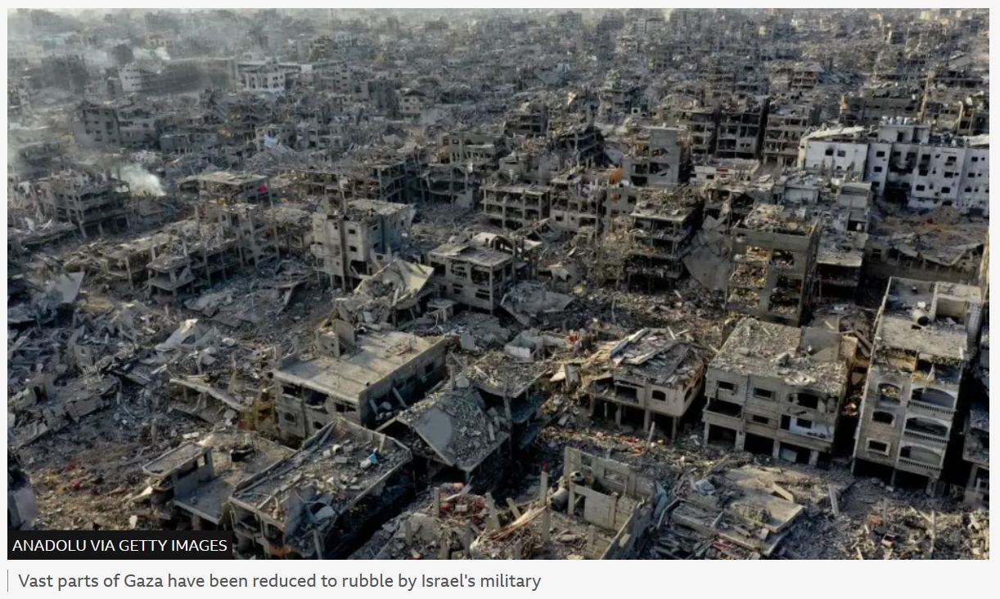 ANADOLU VIA GETTY IMAGES
Vast parts of Gaza have been reduced to rubble by Israel's military